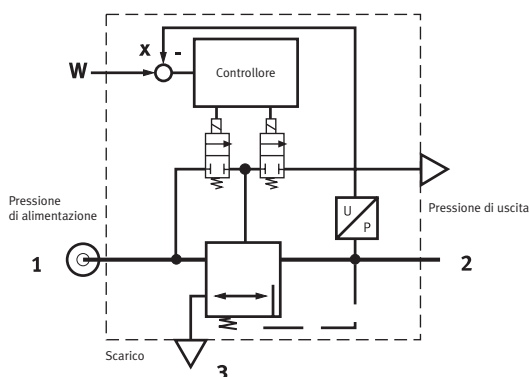 x -
W
Controllore
Pressione
di alimentazione
U
P
Pressione di uscita
1
2
Scarico
3